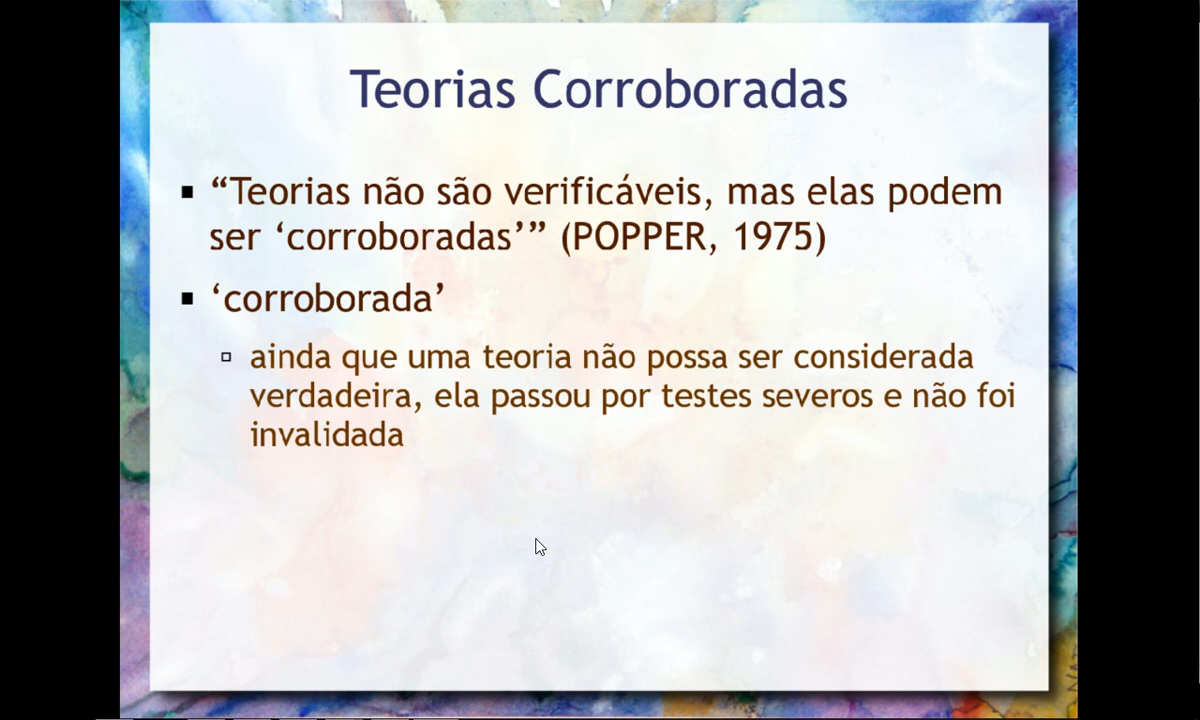 Teorias Corroboradas
“Teorias não são verificáveis, mas elas podem
ser ‘corroboradas’” (POPPER, 1975)
‘corroborada’
ainda que uma teoria não possa ser considerada
verdadeira, ela passou por testes severos e não foi
invalidada